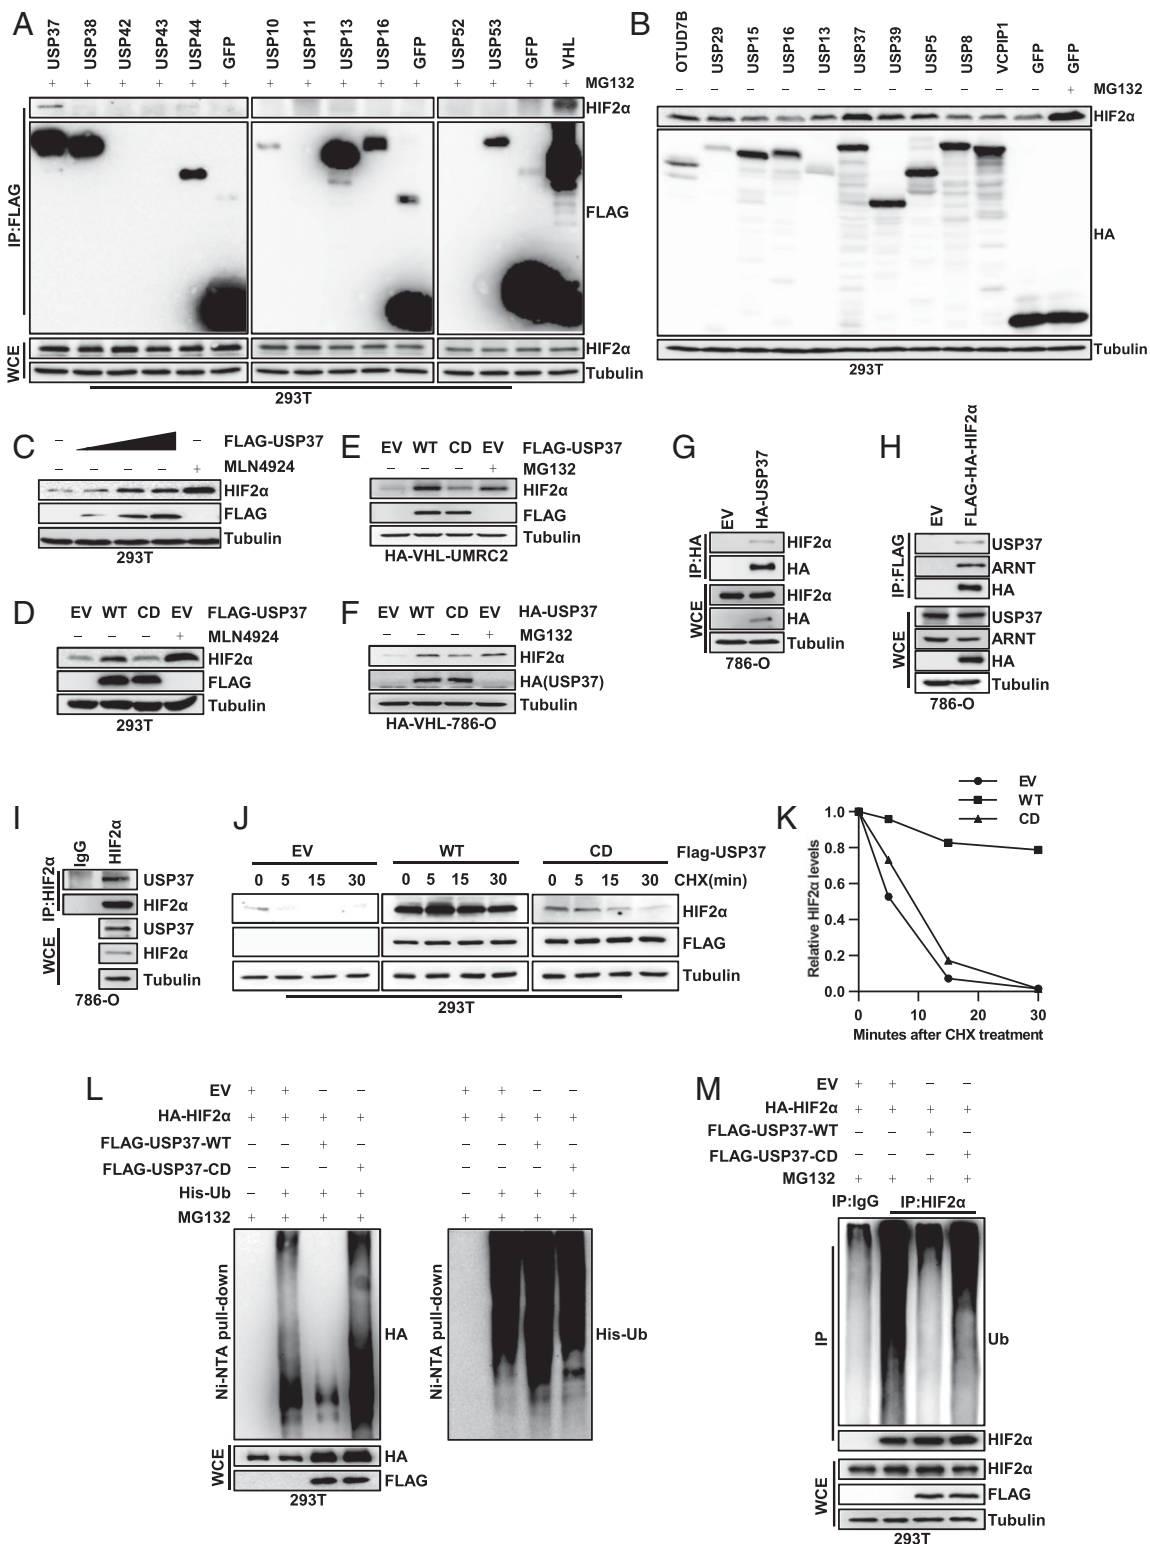 A
USP37 USP38 USP42 USP43 USP44 GFP USP10 USP11 USP13 USP16 GFP USP52 USP53 GFP VHL
+ + + + + + + + + + + + + + + MG132
HIF2α
IP:FLAG
FLAG
WCE
HIF2α
Tubulin
293T
B
OTUD7B USP29 USP15 USP16 USP13 USP37 USP39 USP5 USP8 VCPIP1 GFP GFP
– – – – – – – – – – – + MG132
HIF2α
HA
Tubulin
293T
C
– – FLAG-USP37
– – – – + MLN4924
HIF2α
FLAG
Tubulin
293T
D
EV WT CD EV FLAG-USP37
– – – + MLN4924
HIF2α
FLAG
Tubulin
293T
E
EV WT CD EV FLAG-USP37
– – – + MG132
HIF2α
FLAG
Tubulin
HA-VHL-UMRC2
F
EV WT CD EV HA-USP37
– – – + MG132
HIF2α
HA(USP37)
Tubulin
HA-VHL-786-O
G
EV HA-USP37
IP:HA
HIF2α
HA
WCE
HIF2α
HA
Tubulin
786-O
H
EV FLAG-HA-HIF2α
IP:FLAG
USP37
ARNT
HA
WCE
USP37
ARNT
HA
Tubulin
786-O
I
IgG HIF2α
IP:HIF2α
USP37
HIF2α
WCE
USP37
HIF2α
Tubulin
786-O
J
EV WT CD Flag-USP37
0 5 15 30 0 5 15 30 0 5 15 30 CHX(min)
HIF2α
FLAG
Tubulin
293T
K
EV
WT
CD
Relative HIF2α levels
1.0
0.8
0.6
0.4
0.2
0.0
0 10 20 30
Minutes after CHX treatment
L
EV + + – – + + – –
HA-HIF2α + + + + + + + +
FLAG-USP37-WT – – + – – – + –
FLAG-USP37-CD – – – + – – – +
His-Ub – + + + – + + +
MG132 + + + + + + + +
Ni-NTA pull-down
HA
Ni-NTA pull-down
His-Ub
WCE
HA
FLAG
293T
M
EV + + – –
HA-HIF2α + + + +
FLAG-USP37-WT – – + –
FLAG-USP37-CD – – – +
MG132 + + + +
IP:IgG IP:HIF2α
IP
Ub
HIF2α
WCE
HIF2α
FLAG
Tubulin
293T